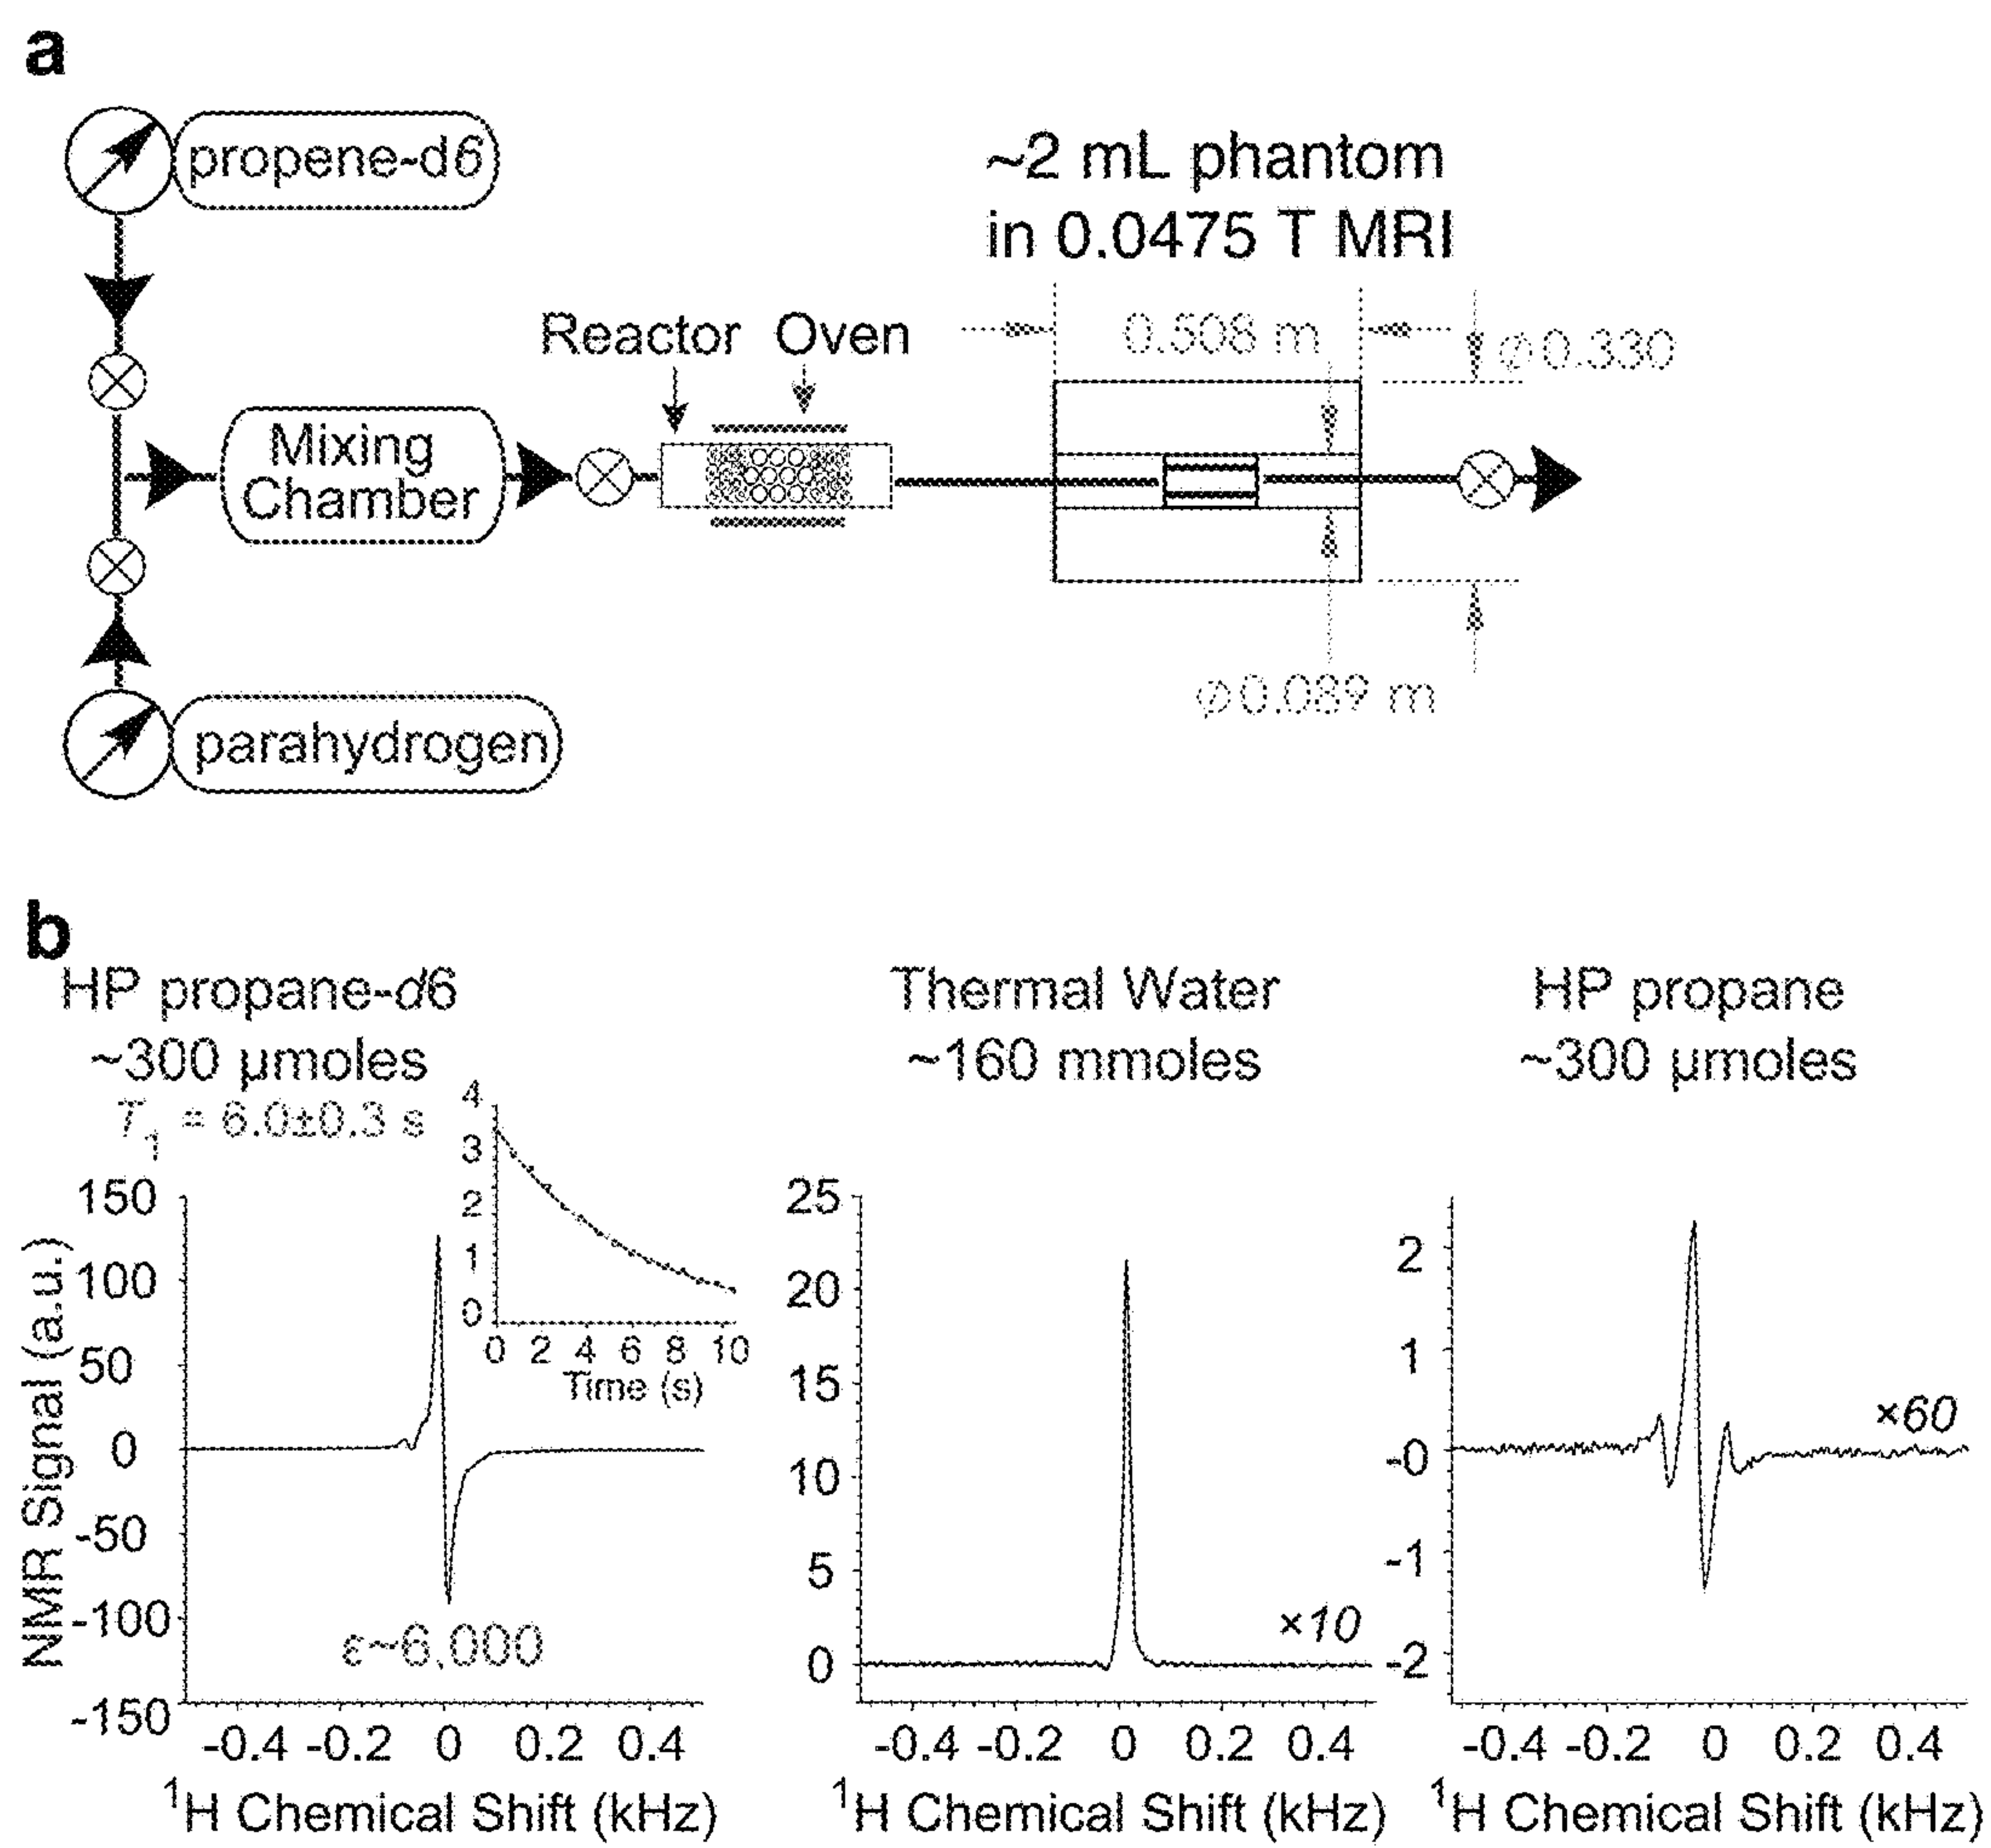 a
propene-d6
~2 mL phantom
in 0.0475 T MRI
Reactor Oven
0.508 m
⌀0.330
Mixing
Chamber
⌀0.089 m
parahydrogen
b
HP propane-d6
~300 µmoles
T1 = 6.0±0.3 s
4
3
2
1
0
0 2 4 6 8 10
Time (s)
150
100
50
0
-50
-100
-150
NMR Signal (a.u.)
ε~6,000
-0.4 -0.2 0 0.2 0.4
1H Chemical Shift (kHz)
Thermal Water
~160 mmoles
25
20
15
10
5
0
×10
-0.4 -0.2 0 0.2 0.4
1H Chemical Shift (kHz)
HP propane
~300 µmoles
2
1
-0
-1
-2
×60
-0.4 -0.2 0 0.2 0.4
1H Chemical Shift (kHz)